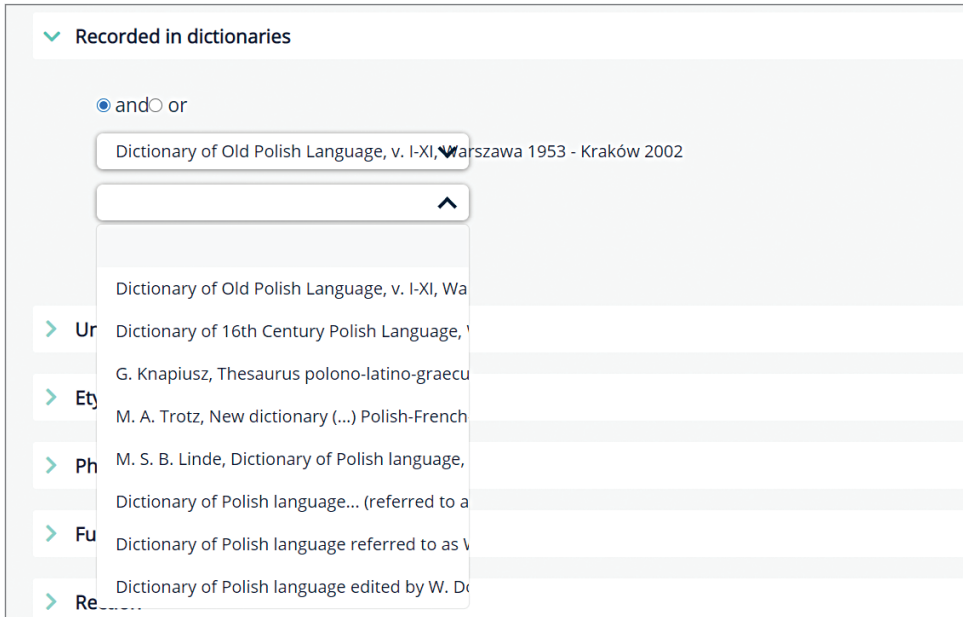 Recorded in dictionaries
and or
Dictionary of Old Polish Language, v. I-XI, Warszawa 1953 - Kraków 2002
Dictionary of Old Polish Language, v. I-XI, Wa
Dictionary of 16th Century Polish Language,
G. Knapiusz, Thesaurus polono-latino-graecu
M. A. Trotz, New dictionary (...) Polish-French
M. S. B. Linde, Dictionary of Polish language,
Dictionary of Polish language... (referred to a
Dictionary of Polish language referred to as
Dictionary of Polish language edited by W.
Ety
Ph
Fu